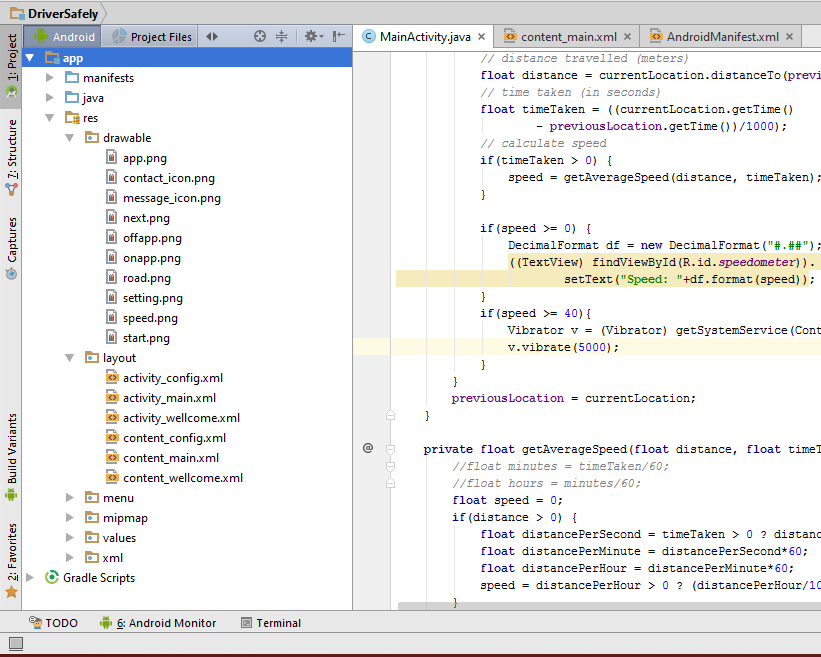 DriverSafely
1: Project
7: Structure
Captures
Build Variants
2: Favorites
Android
Project Files
app
manifests
java
res
drawable
app.png
contact_icon.png
message_icon.png
next.png
offapp.png
onapp.png
road.png
setting.png
speed.png
start.png
layout
activity_config.xml
activity_main.xml
activity_wellcome.xml
content_config.xml
content_main.xml
content_wellcome.xml
menu
mipmap
values
xml
Gradle Scripts
MainActivity.java
content_main.xml
AndroidManifest.xml
// distance travelled (meters)
float distance = currentLocation.distanceTo(previ
// time taken (in seconds)
float timeTaken = ((currentLocation.getTime()
- previousLocation.getTime())/1000);
// calculate speed
if(timeTaken > 0) {
speed = getAverageSpeed(distance, timeTaken);
}
if(speed >= 0) {
DecimalFormat df = new DecimalFormat("#.##");
((TextView) findViewById(R.id.speedometer)).
setText("Speed: "+df.format(speed));
}
if(speed >= 40){
Vibrator v = (Vibrator) getSystemService(Cont
v.vibrate(5000);
}
}
previousLocation = currentLocation;
}
@
private float getAverageSpeed(float distance, float timeT
//float minutes = timeTaken/60;
//float hours = minutes/60;
float speed = 0;
if(distance > 0) {
float distancePerSecond = timeTaken > 0 ? distanc
float distancePerMinute = distancePerSecond*60;
float distancePerHour = distancePerMinute*60;
speed = distancePerHour > 0 ? (distancePerHour/10
}
TODO
6: Android Monitor
Terminal